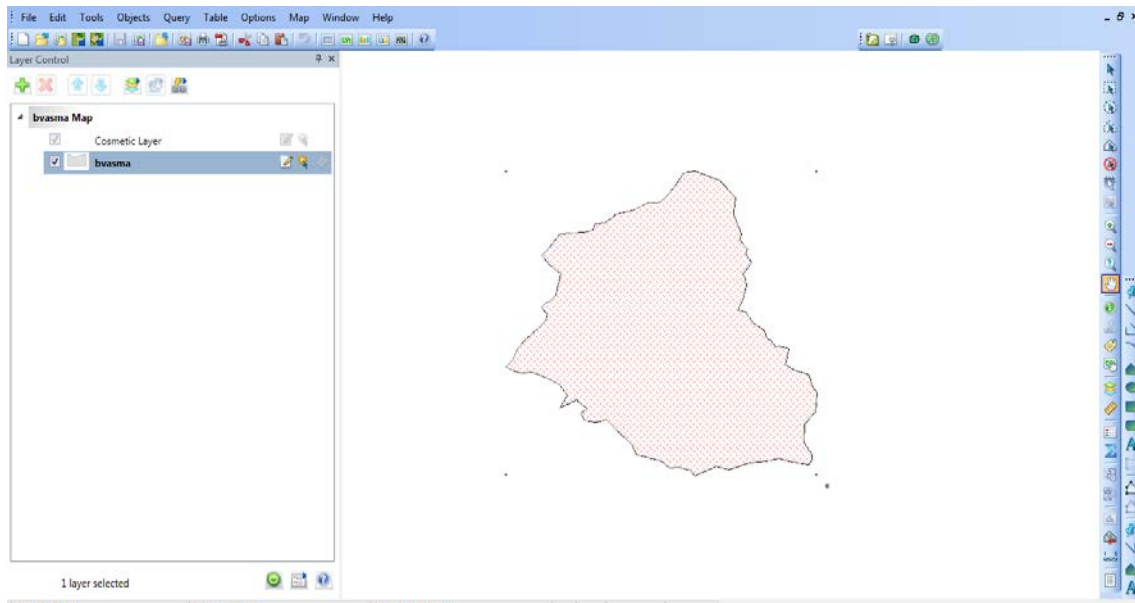 File Edit Tools Objects Query Table Options Map Window Help
Layer Control
bvasma Map
Cosmetic Layer
bvasma
1 layer selected